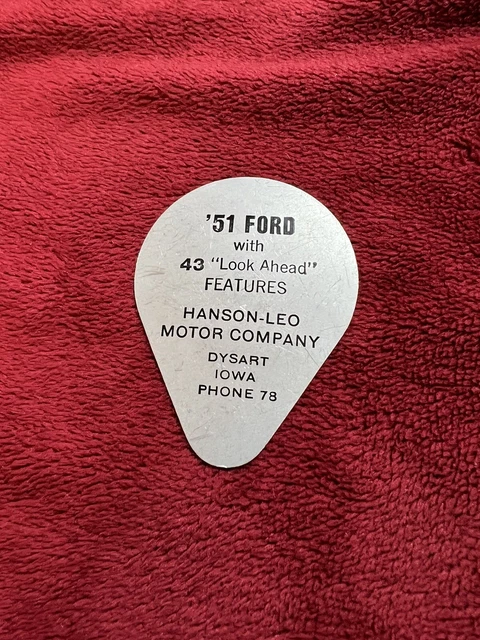 '51 FORD
with
43 "Look Ahead"
FEATURES
HANSON-LEO
MOTOR COMPANY
DYSART
IOWA
PHONE 78